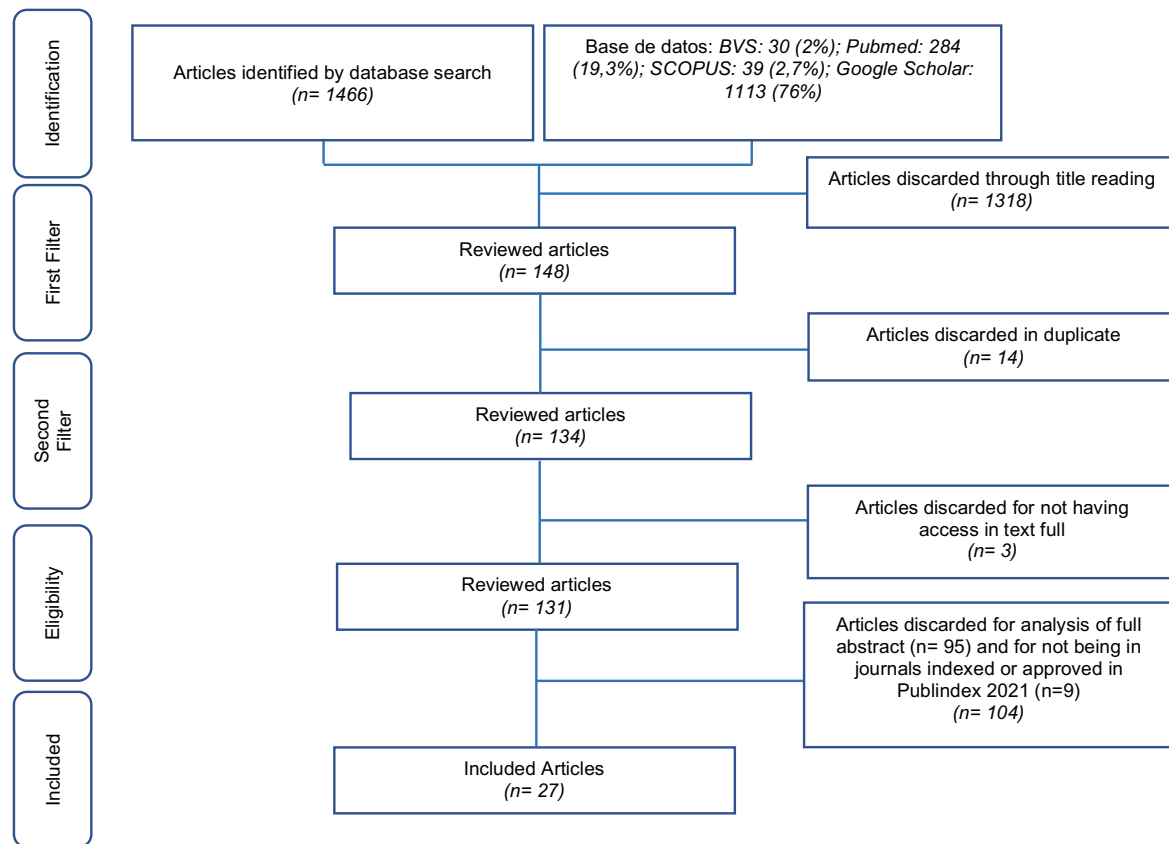 Identification
Articles identified by database search
(n= 1466)
Base de datos: BVS: 30 (2%); Pubmed: 284
(19,3%); SCOPUS: 39 (2,7%); Google Scholar:
1113 (76%)
Articles discarded through title reading
(n= 1318)
First Filter
Reviewed articles
(n= 148)
Articles discarded in duplicate
(n= 14)
Second
Filter
Reviewed articles
(n= 134)
Articles discarded for not having
access in text full
(n= 3)
Eligibility
Reviewed articles
(n= 131)
Articles discarded for analysis of full
abstract (n= 95) and for not being in
journals indexed or approved in
Publindex 2021 (n=9)
(n= 104)
Included
Included Articles
(n= 27)